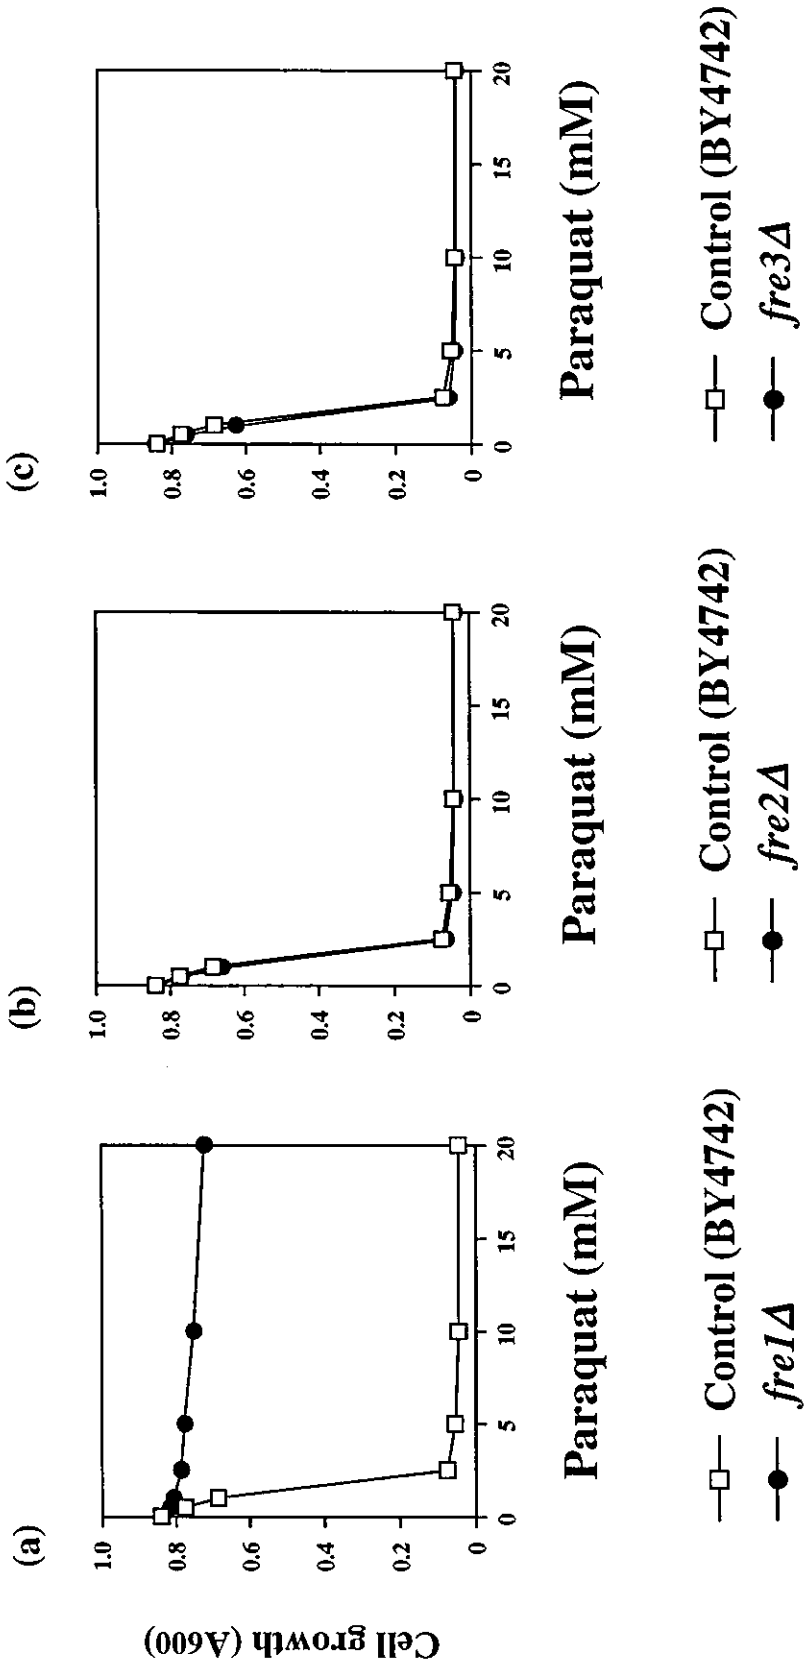 (a)
Cell growth (A600)
1.0
0.8
0.6
0.4
0.2
0
0 5 10 15 20
Paraquat (mM)
Control (BY4742)
fre1Δ
(b)
1.0
0.8
0.6
0.4
0.2
0
0 5 10 15 20
Paraquat (mM)
Control (BY4742)
fre2Δ
(c)
1.0
0.8
0.6
0.4
0.2
0
0 5 10 15 20
Paraquat (mM)
Control (BY4742)
fre3Δ